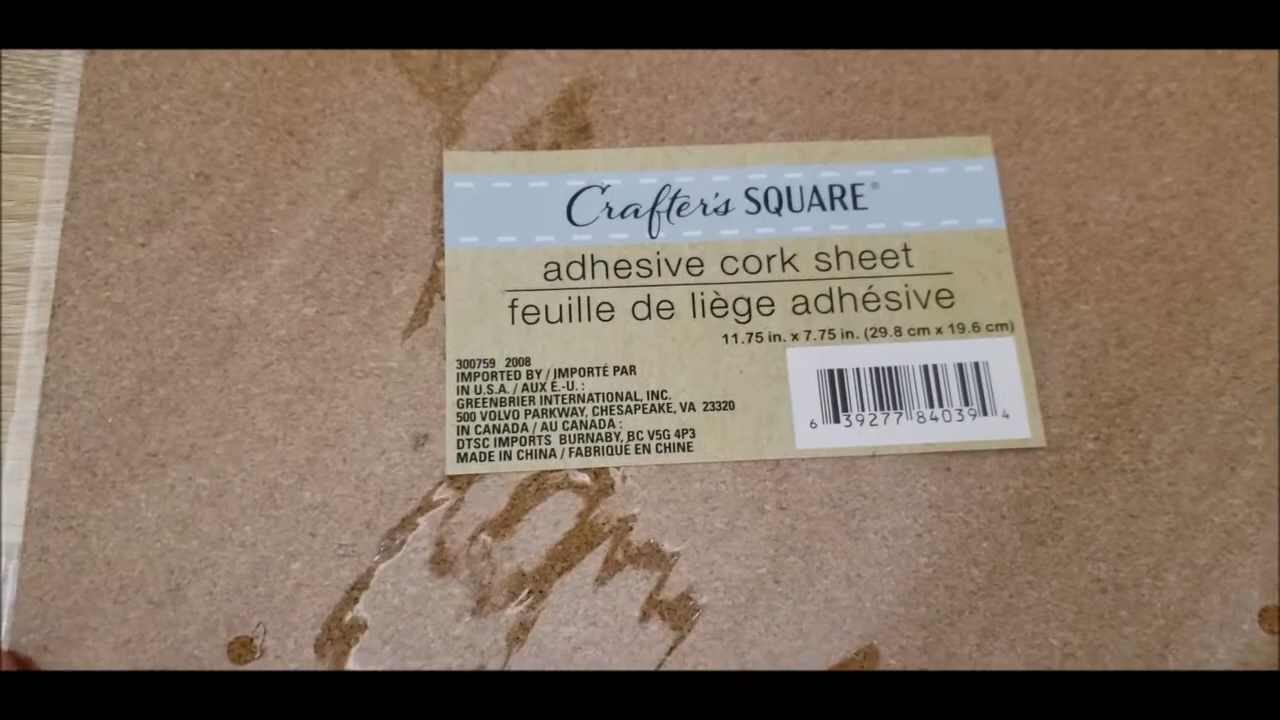 Crafter's SQUARE®
adhesive cork sheet
feuille de liège adhésive
11.75 in. x 7.75 in. (29.8 cm x 19.6 cm)
300759 2008
IMPORTED BY / IMPORTÉ PAR
IN U.S.A. / AUX E.-U. :
GREENBRIER INTERNATIONAL, INC.
500 VOLVO PARKWAY, CHESAPEAKE, VA 23320
IN CANADA / AU CANADA :
DTSC IMPORTS BURNABY, BC V5G 4P3
MADE IN CHINA / FABRIQUÉ EN CHINE
6 39277 84039 4